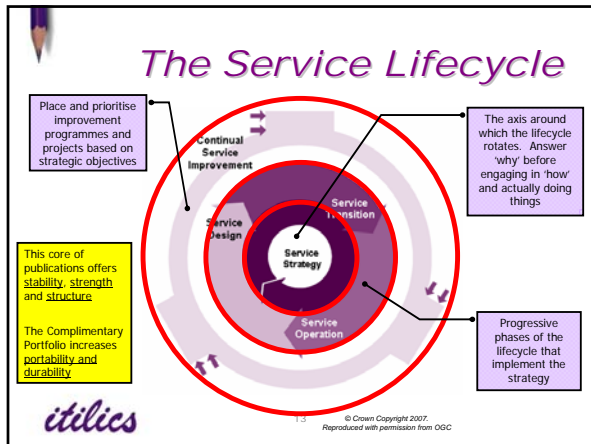 The Service Lifecycle
Place and prioritise
improvement
programmes and
projects based on
strategic objectives
The axis around
which the lifecycle
rotates. Answer
'why' before
engaging in 'how'
and actually doing
things
Continual
Service
Improvement
Service
Transition
Service
Design
Service
Strategy
Service
Operation
This core of
publications offers
stability, strength
and structure
The Complimentary
Portfolio increases
portability and
durability
Progressive
phases of the
lifecycle that
implement the
strategy
itilics
13
© Crown Copyright 2007.
Reproduced with permission from OGC